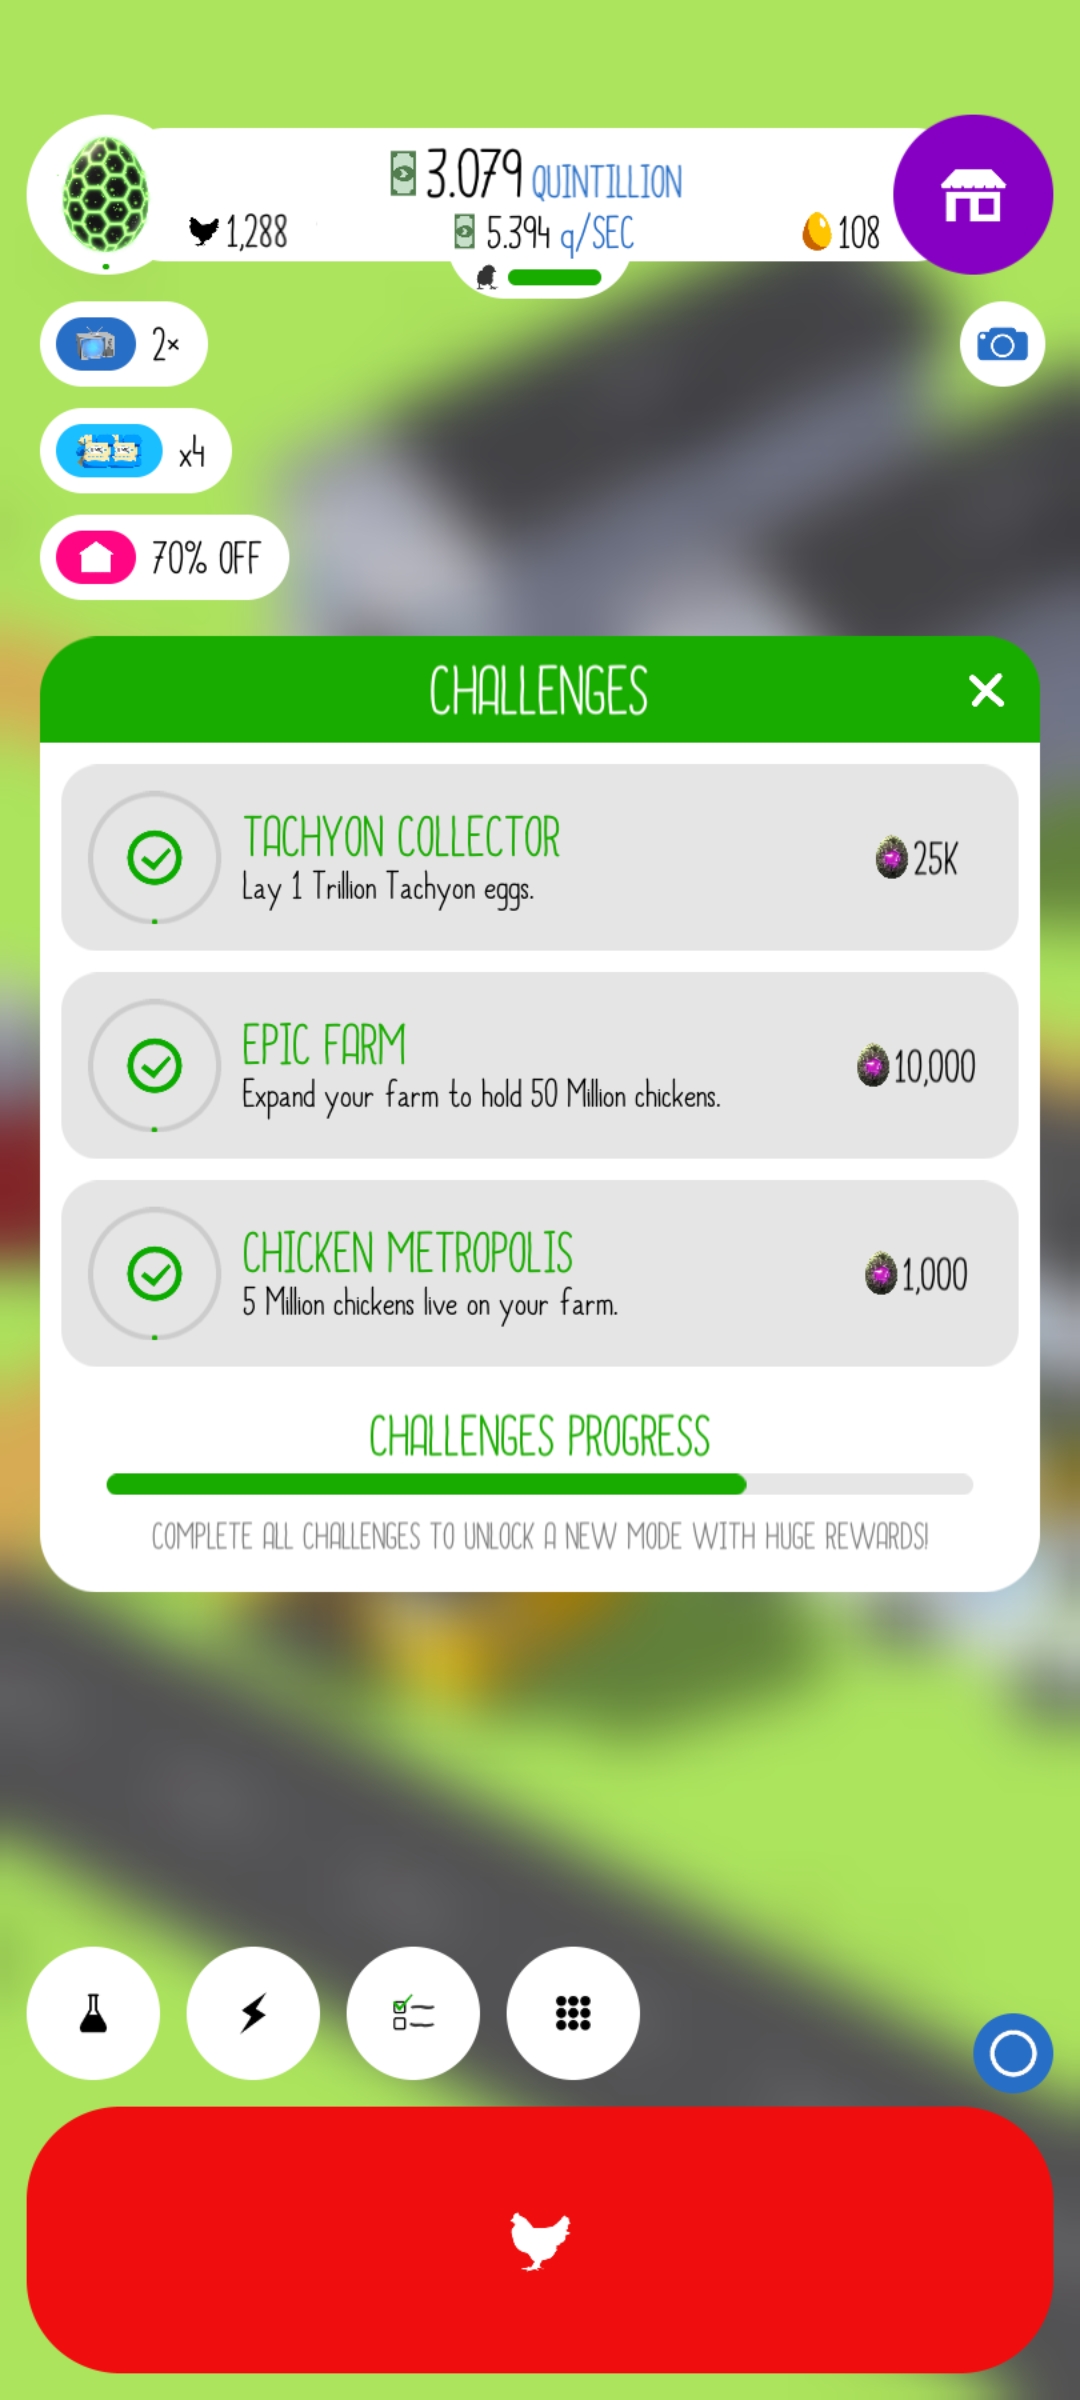 3.079 QUINTILLION
1,288
5.394 q/SEC
108
2×
x4
70% OFF
CHALLENGES
TACHYON COLLECTOR
Lay 1 Trillion Tachyon eggs.
25K
EPIC FARM
Expand your farm to hold 50 Million chickens.
10,000
CHICKEN METROPOLIS
5 Million chickens live on your farm.
1,000
CHALLENGES PROGRESS
COMPLETE ALL CHALLENGES TO UNLOCK A NEW MODE WITH HUGE REWARDS!